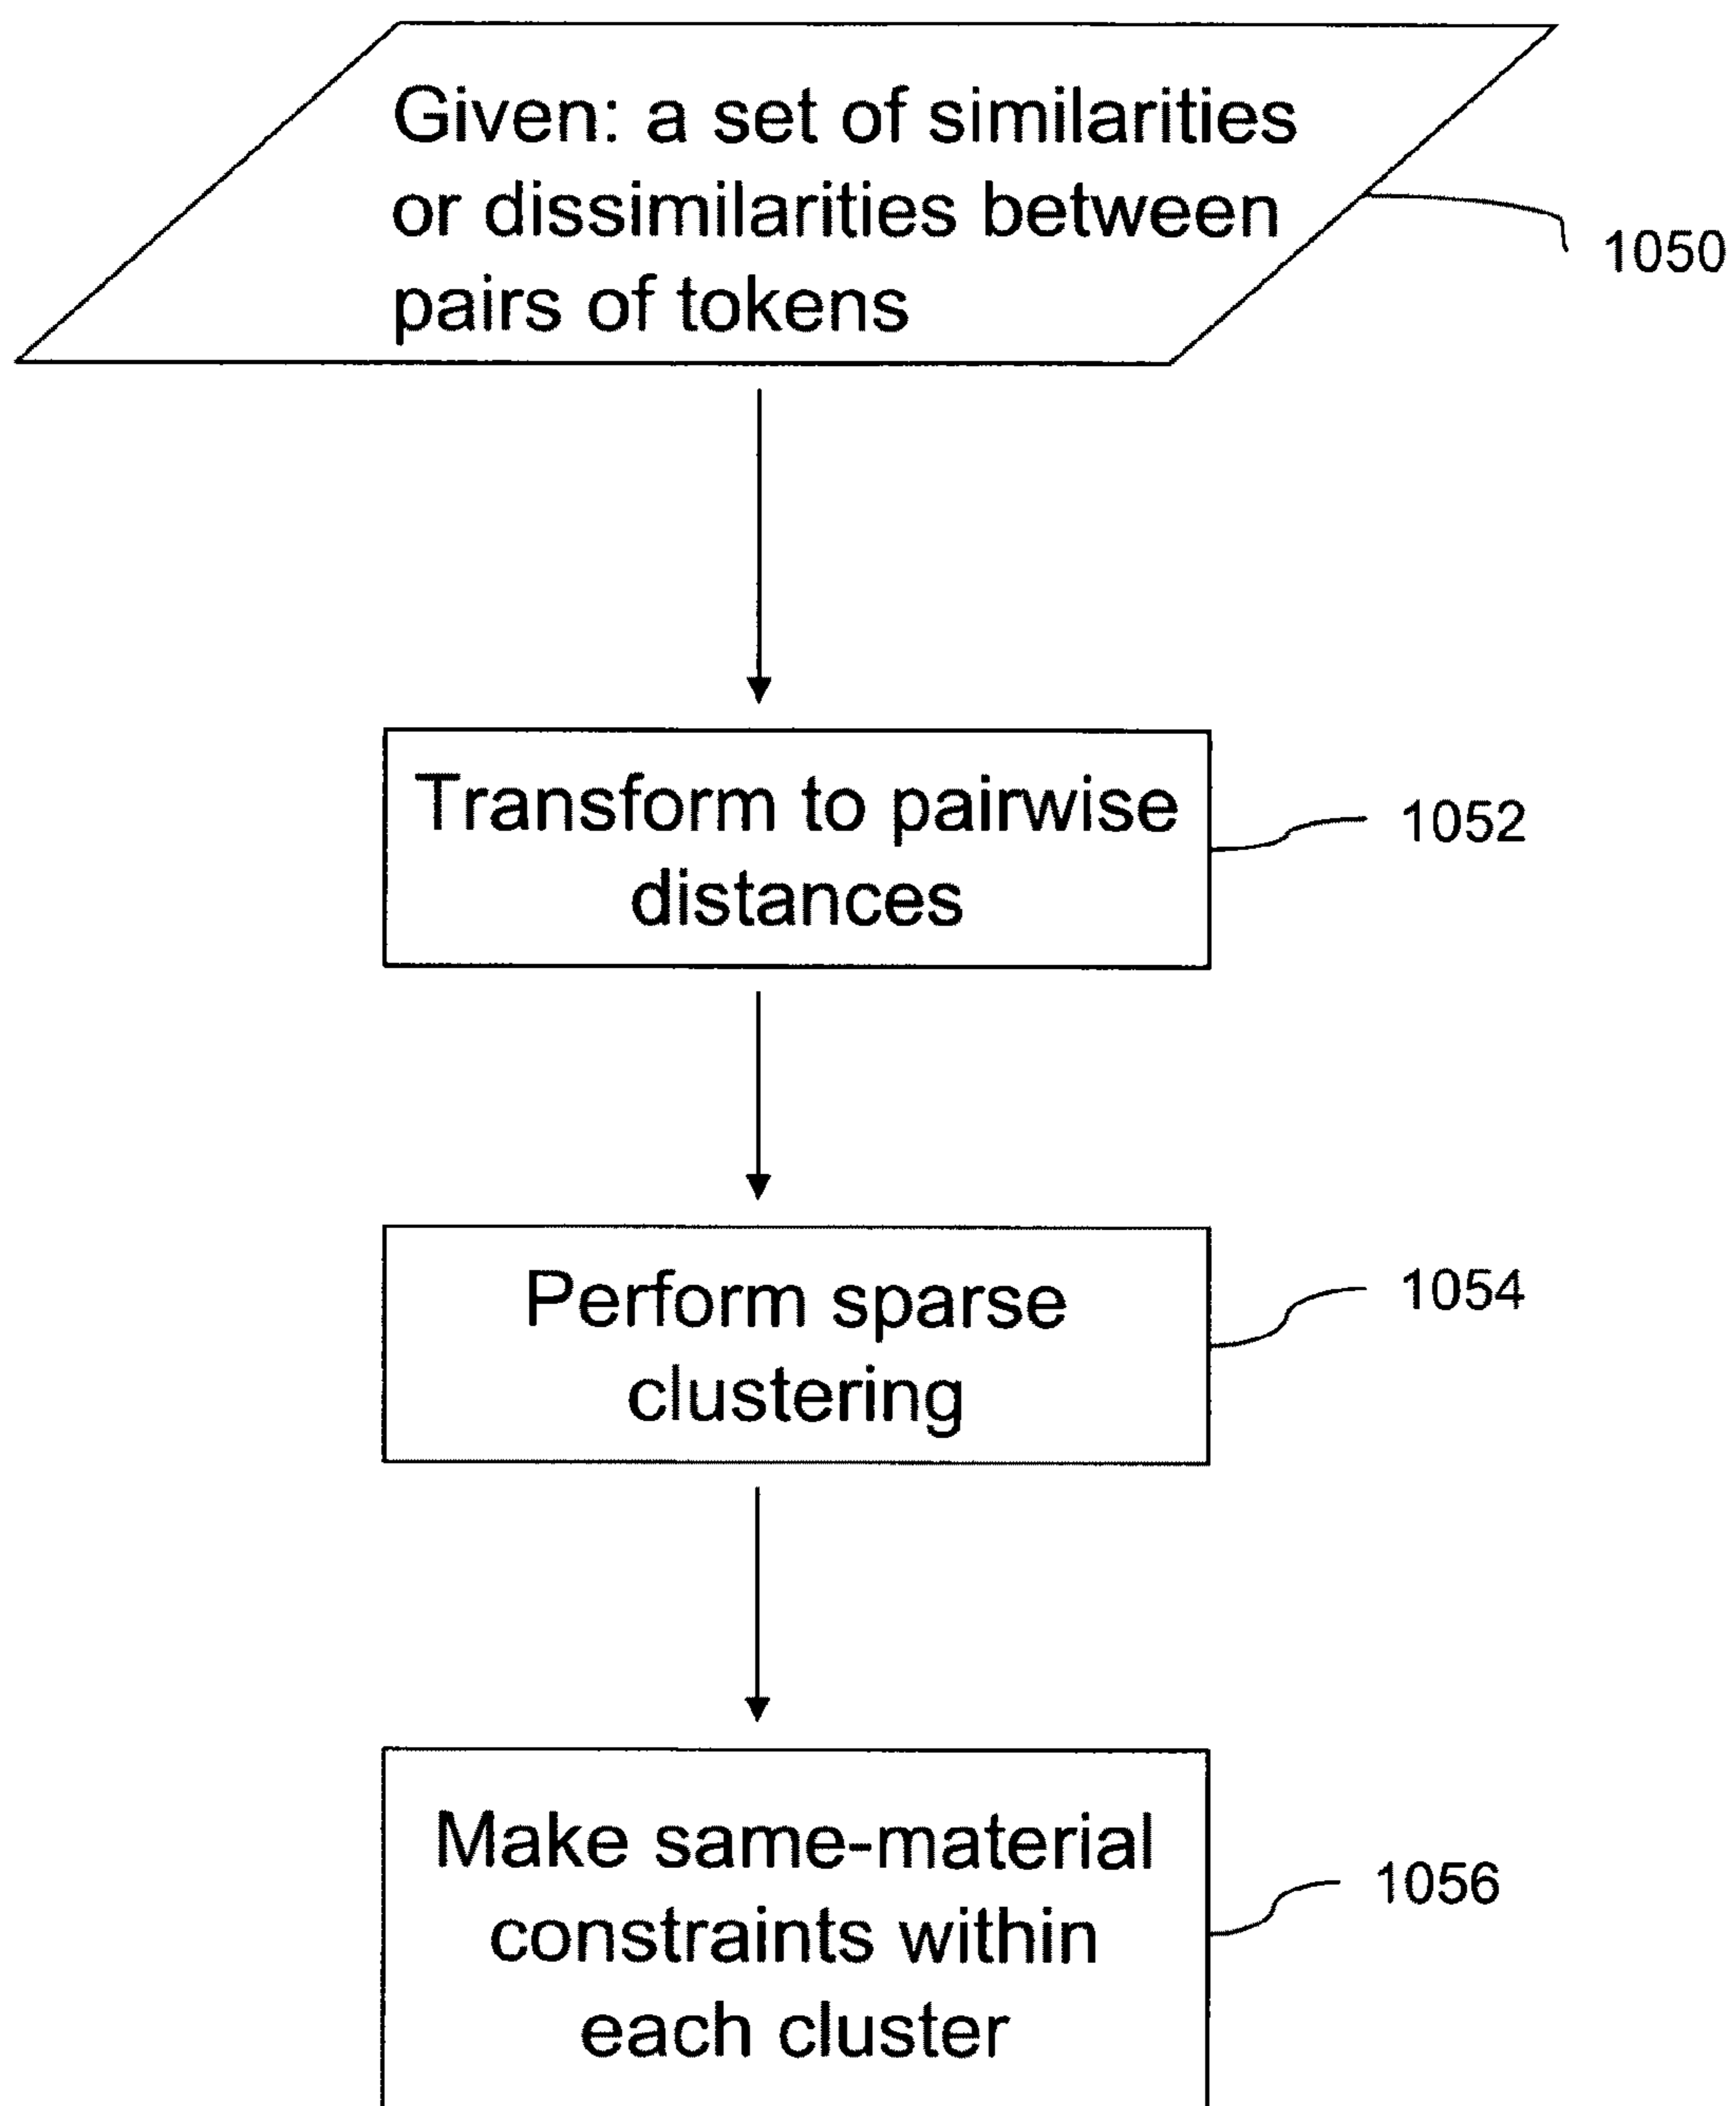 Given: a set of similarities
or dissimilarities between
pairs of tokens
1050
Transform to pairwise
distances
1052
Perform sparse
clustering
1054
Make same-material
constraints within
each cluster
1056